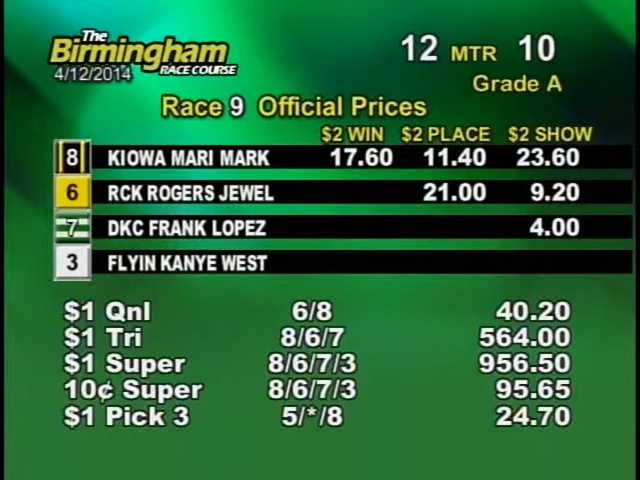 The
Birmingham
RACE COURSE
4/12/2014
12 MTR 10
Grade A
Race 9 Official Prices
$2 WIN $2 PLACE $2 SHOW
8 KIOWA MARI MARK 17.60 11.40 23.60
6 RCK ROGERS JEWEL 21.00 9.20
7 DKC FRANK LOPEZ 4.00
3 FLYIN KANYE WEST
$1 Qnl 6/8 40.20
$1 Tri 8/6/7 564.00
$1 Super 8/6/7/3 956.50
10¢ Super 8/6/7/3 95.65
$1 Pick 3 5/*/8 24.70